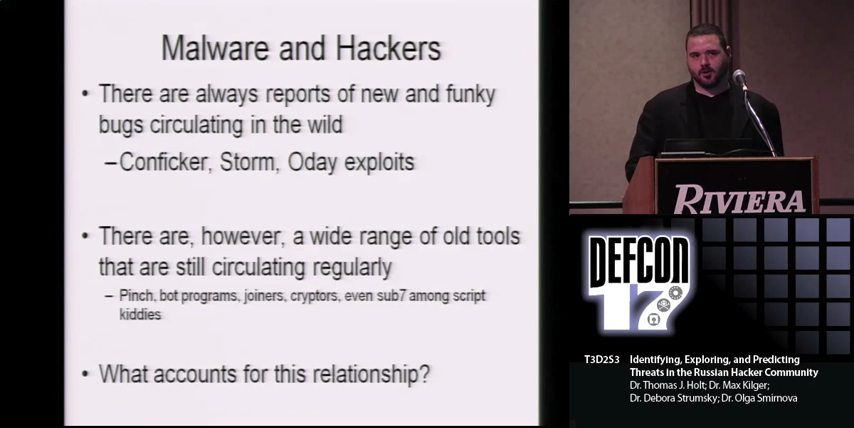 Malware and Hackers
• There are always reports of new and funky
bugs circulating in the wild
–Conficker, Storm, 0day exploits
• There are, however, a wide range of old tools
that are still circulating regularly
– Pinch, bot programs, joiners, cryptors, even sub7 among script
kiddies
• What accounts for this relationship?
RIVIERA
DEFCON
17
T3D2S3 Identifying, Exploring, and Predicting
Threats in the Russian Hacker Community
Dr. Thomas J. Holt; Dr. Max Kilger;
Dr. Debora Strumsky; Dr. Olga Smirnova